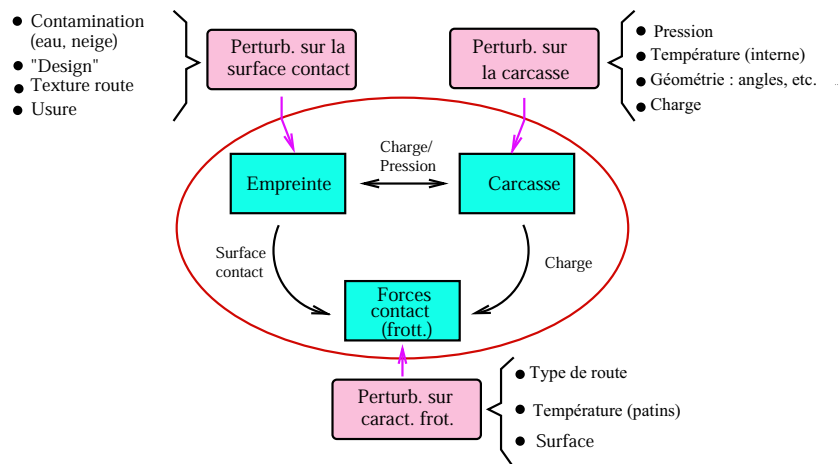 ● Contamination
(eau, neige)
● "Design"
● Texture route
● Usure
Perturb. sur la
surface contact
Perturb. sur
la carcasse
● Pression
● Température (interne)
● Géométrie : angles, etc.
● Charge
Charge/
Pression
Empreinte
Carcasse
Surface
contact
Charge
Forces
contact
(frott.)
Perturb. sur
caract. frot.
● Type de route
● Température (patins)
● Surface